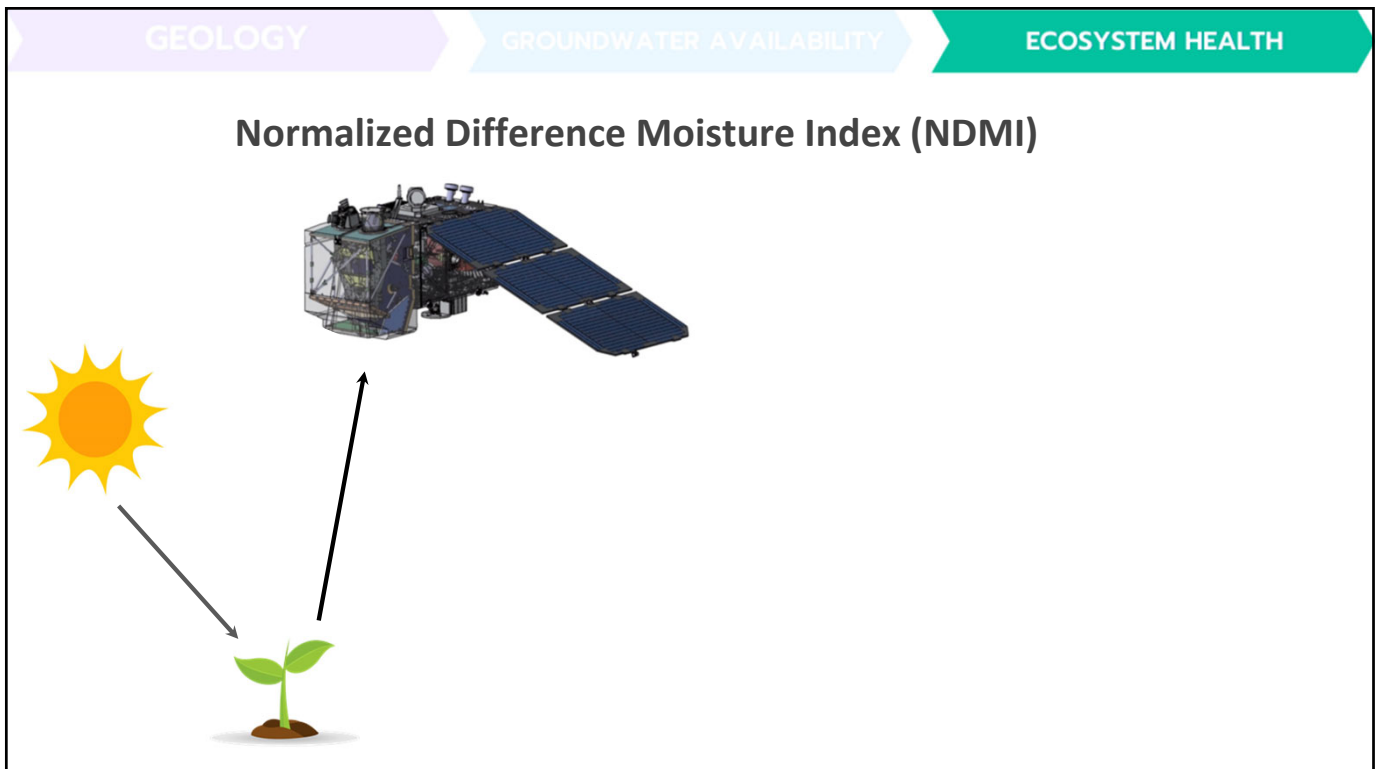 GEOLOGY
GROUNDWATER AVAILABILITY
ECOSYSTEM HEALTH
Normalized Difference Moisture Index (NDMI)